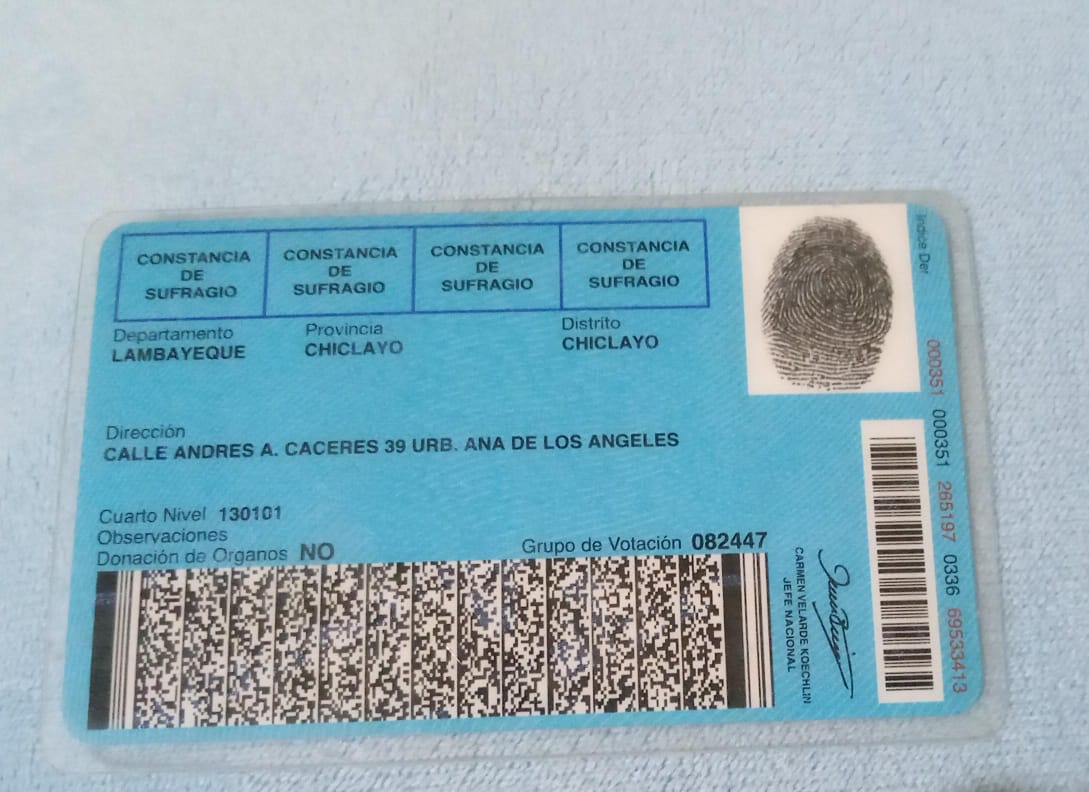 CONSTANCIA
DE
SUFRAGIO
CONSTANCIA
DE
SUFRAGIO
CONSTANCIA
DE
SUFRAGIO
CONSTANCIA
DE
SUFRAGIO
Departamento Provincia Distrito
LAMBAYEQUE CHICLAYO CHICLAYO
Dirección
CALLE ANDRES A. CACERES 39 URB. ANA DE LOS ANGELES
Cuarto Nivel 130101
Observaciones
Donación de Organos NO
Grupo de Votación 082447
Indice Der
000351 000351 265197 0336 69533413
CARMEN VELARDE KOECHLIN
JEFE NACIONAL